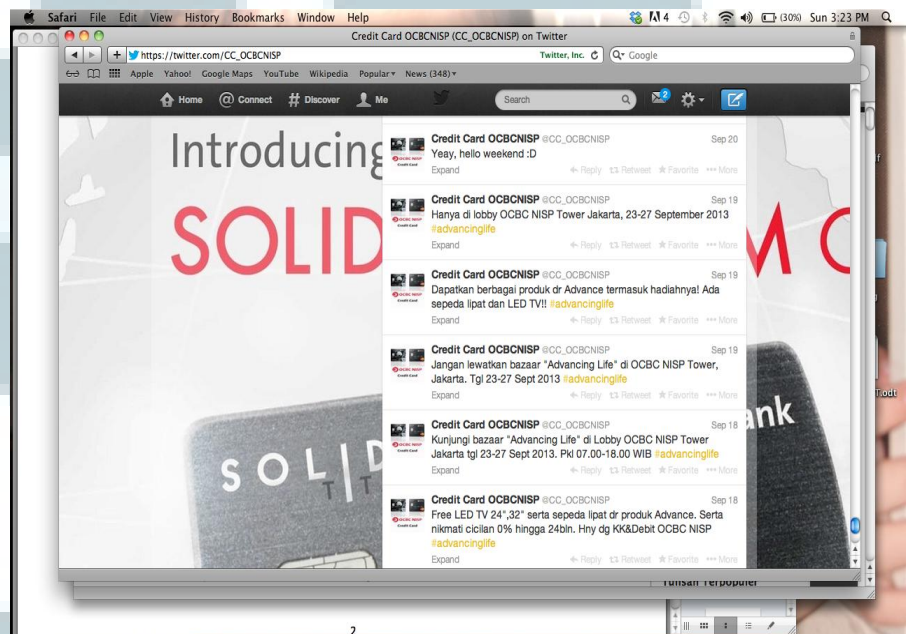 Safari File Edit View History Bookmarks Window Help
4 (30%) Sun 3:23 PM
Credit Card OCBCNISP (CC_OCBCNISP) on Twitter
https://twitter.com/CC_OCBCNISP Twitter, Inc. Google
Apple Yahoo! Google Maps YouTube Wikipedia Popular News (348)
Home Connect Discover Me Search 2
Introducing
SOLID
SOLID
T T
ank
Credit Card OCBCNISP @CC_OCBCNISP Sep 20
Yeay, hello weekend :D
Expand Reply Retweet Favorite More
Credit Card OCBCNISP @CC_OCBCNISP Sep 19
Hanya di lobby OCBC NISP Tower Jakarta, 23-27 September 2013
#advancinglife
Expand Reply Retweet Favorite More
Credit Card OCBCNISP @CC_OCBCNISP Sep 19
Dapatkan berbagai produk dr Advance termasuk hadiahnya! Ada
sepeda lipat dan LED TV!! #advancinglife
Expand Reply Retweet Favorite More
Credit Card OCBCNISP @CC_OCBCNISP Sep 19
Jangan lewatkan bazaar "Advancing Life" di OCBC NISP Tower,
Jakarta. Tgl 23-27 Sept 2013 #advancinglife
Expand Reply Retweet Favorite More
Credit Card OCBCNISP @CC_OCBCNISP Sep 18
Kunjungi bazaar "Advancing Life" di Lobby OCBC NISP Tower
Jakarta tgl 23-27 Sept 2013. Pkl 07.00-18.00 WIB #advancinglife
Expand Reply Retweet Favorite More
Credit Card OCBCNISP @CC_OCBCNISP Sep 18
Free LED TV 24",32" serta sepeda lipat dr produk Advance. Serta
nikmati cicilan 0% hingga 24bln. Hny dg KK&Debit OCBC NISP
#advancinglife
Expand Reply Retweet Favorite More
Tulisan Terpopuler
T.odt
2